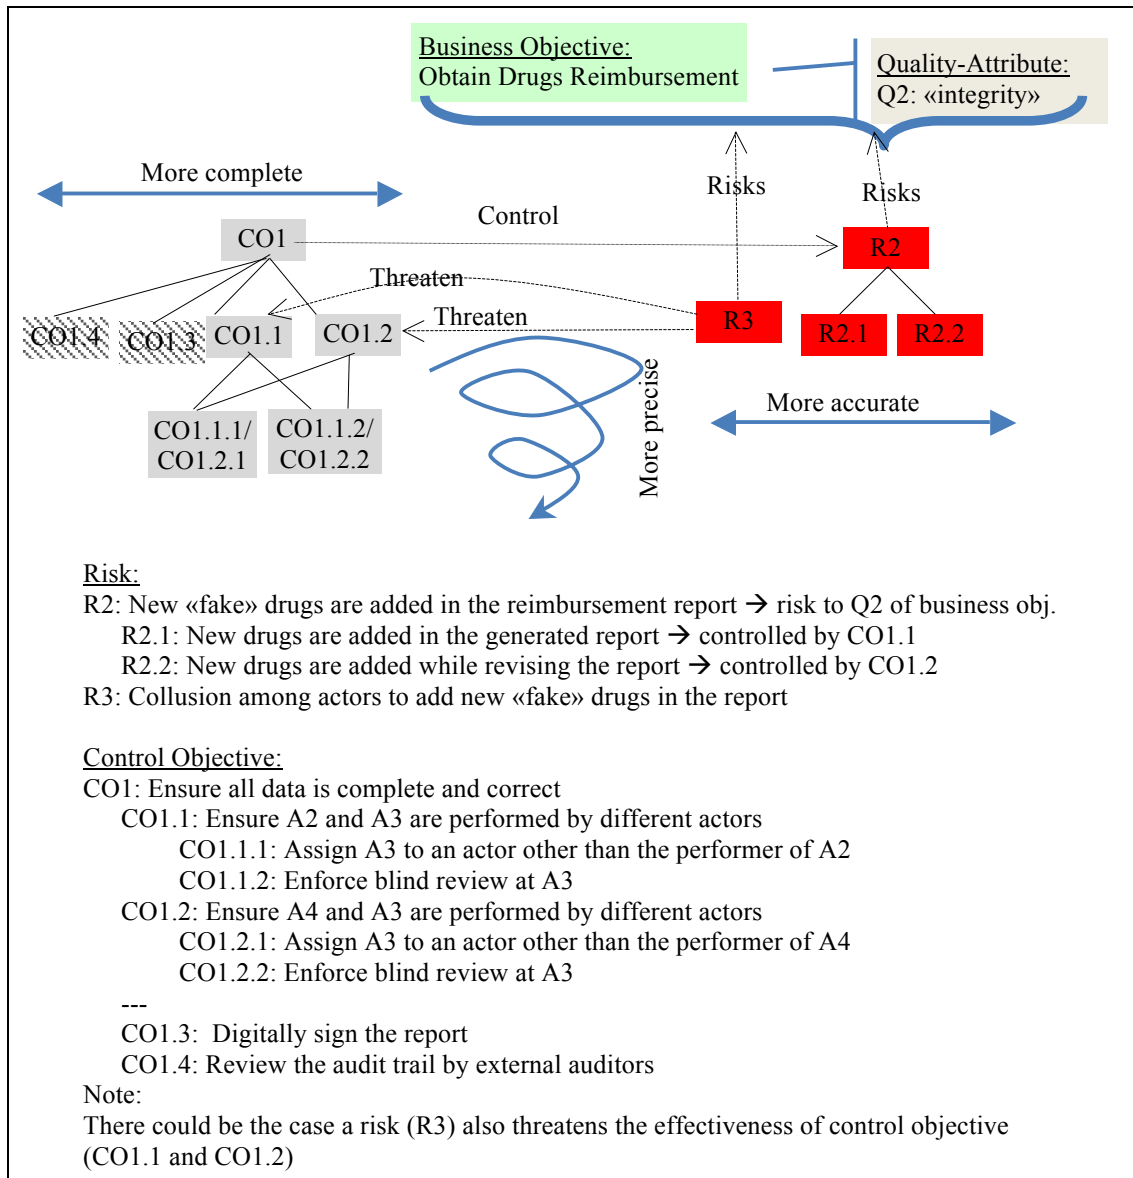 Business Objective:
Obtain Drugs Reimbursement
Quality-Attribute:
Q2: «integrity»
More complete
Risks
Risks
Control
CO1
R2
Threaten
Threaten
CO1.4
CO1.3
CO1.1
CO1.2
R3
R2.1
R2.2
More precise
More accurate
CO1.1.1/
CO1.2.1
CO1.1.2/
CO1.2.2
Risk:
R2: New «fake» drugs are added in the reimbursement report → risk to Q2 of business obj.
R2.1: New drugs are added in the generated report → controlled by CO1.1
R2.2: New drugs are added while revising the report → controlled by CO1.2
R3: Collusion among actors to add new «fake» drugs in the report
Control Objective:
CO1: Ensure all data is complete and correct
CO1.1: Ensure A2 and A3 are performed by different actors
CO1.1.1: Assign A3 to an actor other than the performer of A2
CO1.1.2: Enforce blind review at A3
CO1.2: Ensure A4 and A3 are performed by different actors
CO1.2.1: Assign A3 to an actor other than the performer of A4
CO1.2.2: Enforce blind review at A3
---
CO1.3:  Digitally sign the report
CO1.4: Review the audit trail by external auditors
Note:
There could be the case a risk (R3) also threatens the effectiveness of control objective
(CO1.1 and CO1.2)